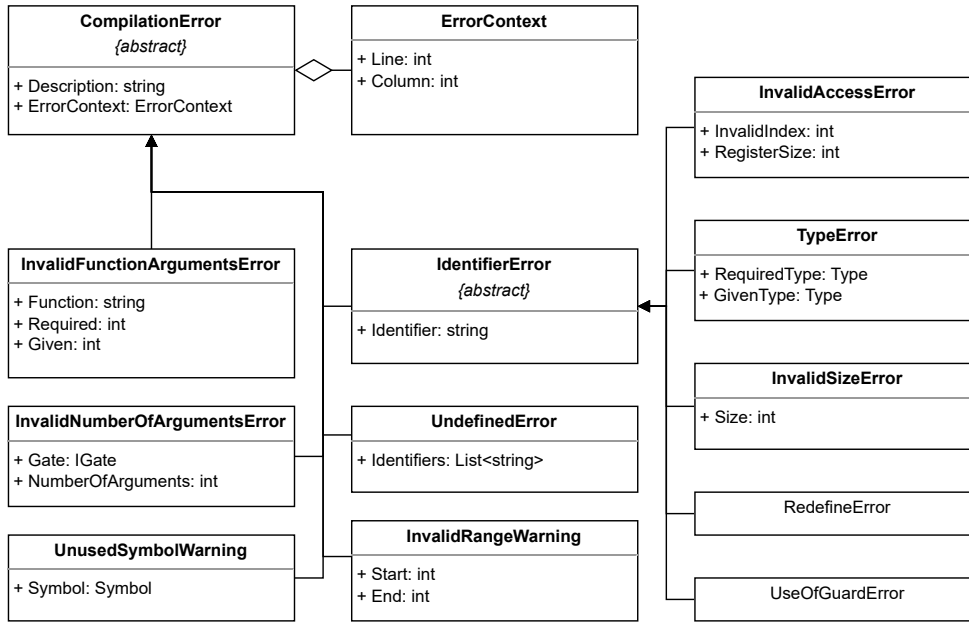 CompilationError
{abstract}
+ Description: string
+ ErrorContext: ErrorContext
ErrorContext
+ Line: int
+ Column: int
InvalidAccessError
+ InvalidIndex: int
+ RegisterSize: int
InvalidFunctionArgumentsError
+ Function: string
+ Required: int
+ Given: int
IdentifierError
{abstract}
+ Identifier: string
TypeError
+ RequiredType: Type
+ GivenType: Type
InvalidSizeError
+ Size: int
InvalidNumberOfArgumentsError
+ Gate: IGate
+ NumberOfArguments: int
UndefinedError
+ Identifiers: List<string>
RedefineError
UnusedSymbolWarning
+ Symbol: Symbol
InvalidRangeWarning
+ Start: int
+ End: int
UseOfGuardError